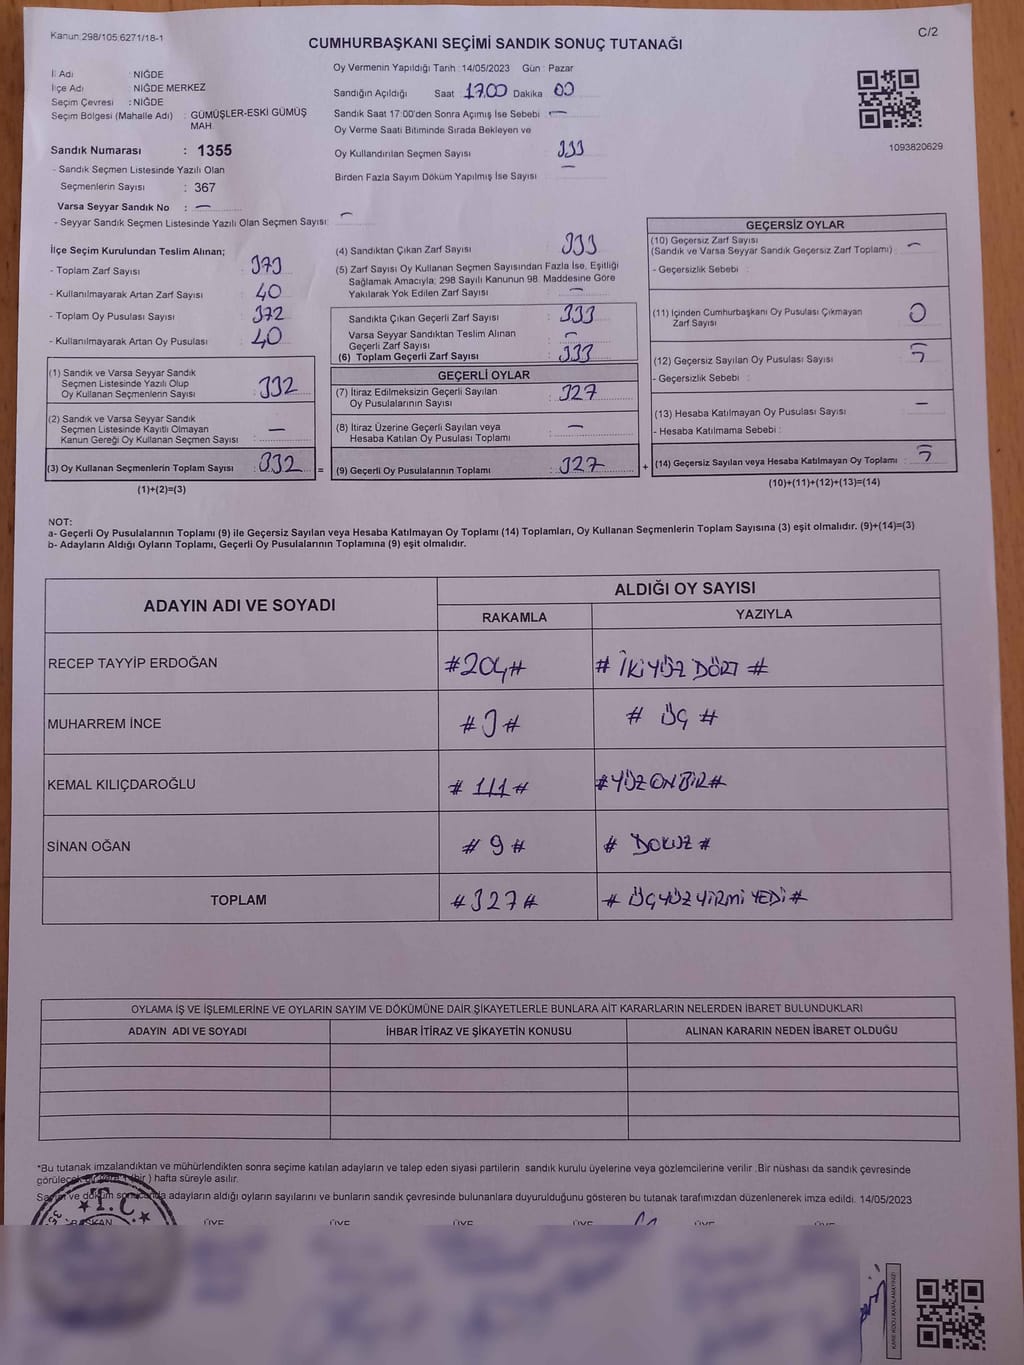 Kanun:298/105,6271/18-1
C/2
CUMHURBAŞKANI SEÇİMİ SANDIK SONUÇ TUTANAĞI
İl Adı : NİĞDE
İlçe Adı : NİĞDE MERKEZ
Seçim Çevresi : NİĞDE
Seçim Bölgesi (Mahalle Adı) : GÜMÜŞLER-ESKİ GÜMÜŞ MAH.
Sandık Numarası : 1355
- Sandık Seçmen Listesinde Yazılı Olan
Seçmenlerin Sayısı : 367
Varsa Seyyar Sandık No : —
- Seyyar Sandık Seçmen Listesinde Yazılı Olan Seçmen Sayısı: —
Oy Vermenin Yapıldığı Tarih :14/05/2023 Gün : Pazar
Sandığın Açıldığı Saat 17.00 Dakika 00
Sandık Saat 17:00'den Sonra Açımış İse Sebebi —
Oy Verme Saati Bitiminde Sırada Bekleyen ve
Oy Kullandırılan Seçmen Sayısı 333
Birden Fazla Sayım Döküm Yapılmış İse Sayısı —
1093820629
İlçe Seçim Kurulundan Teslim Alınan;
- Toplam Zarf Sayısı 373
- Kullanılmayarak Artan Zarf Sayısı 40
- Toplam Oy Pusulası Sayısı 372
- Kullanılmayarak Artan Oy Pusulası 40
(1) Sandık ve Varsa Seyyar Sandık
Seçmen Listesinde Yazılı Olup
Oy Kullanan Seçmenlerin Sayısı : 332
(2) Sandık ve Varsa Seyyar Sandık
Seçmen Listesinde Kayıtlı Olmayan
Kanun Gereği Oy Kullanan Seçmen Sayısı : —
(3) Oy Kullanan Seçmenlerin Toplam Sayısı : 332
(1)+(2)=(3)
=
(4) Sandıktan Çıkan Zarf Sayısı 333
(5) Zarf Sayısı Oy Kullanan Seçmen Sayısından Fazla İse, Eşitliği
Sağlamak Amacıyla; 298 Sayılı Kanunun 98. Maddesine Göre
Yakılarak Yok Edilen Zarf Sayısı —
Sandıkta Çıkan Geçerli Zarf Sayısı : 333
Varsa Seyyar Sandıktan Teslim Alınan
Geçerli Zarf Sayısı : —
(6) Toplam Geçerli Zarf Sayısı : 333
GEÇERLİ OYLAR
(7) İtiraz Edilmeksizin Geçerli Sayılan
Oy Pusulalarının Sayısı : 327
(8) İtiraz Üzerine Geçerli Sayılan veya
Hesaba Katılan Oy Pusulası Toplamı : —
(9) Geçerli Oy Pusulalarının Toplamı : 327
+
GEÇERSİZ OYLAR
(10) Geçersiz Zarf Sayısı
(Sandık ve Varsa Seyyar Sandık Geçersiz Zarf Toplamı) : —
- Geçersizlik Sebebi :
(11) İçinden Cumhurbaşkanı Oy Pusulası Çıkmayan
Zarf Sayısı : 0
(12) Geçersiz Sayılan Oy Pusulası Sayısı : 5
- Geçersizlik Sebebi :
(13) Hesaba Katılmayan Oy Pusulası Sayısı : —
- Hesaba Katılmama Sebebi :
(14) Geçersiz Sayılan veya Hesaba Katılmayan Oy Toplamı : 5
(10)+(11)+(12)+(13)=(14)
NOT:
a- Geçerli Oy Pusulalarının Toplamı (9) ile Geçersiz Sayılan veya Hesaba Katılmayan Oy Toplamı (14) Toplamları, Oy Kullanan Seçmenlerin Toplam Sayısına (3) eşit olmalıdır. (9)+(14)=(3)
b- Adayların Aldığı Oyların Toplamı, Geçerli Oy Pusulalarının Toplamına (9) eşit olmalıdır.
ADAYIN ADI VE SOYADI
ALDIĞI OY SAYISI
RAKAMLA YAZIYLA
RECEP TAYYİP ERDOĞAN #204# # İKİYÜZ DÖRT #
MUHARREM İNCE #3# # ÜÇ #
KEMAL KILIÇDAROĞLU # 111# #YÜZ ONBİR#
SİNAN OĞAN # 9 # # DOKUZ #
TOPLAM #327# # ÜÇYÜZ YİRMİ YEDİ #
OYLAMA İŞ VE İŞLEMLERİNE VE OYLARIN SAYIM VE DÖKÜMÜNE DAİR ŞİKAYETLERLE BUNLARA AİT KARARLARIN NELERDEN İBARET BULUNDUKLARI
ADAYIN ADI VE SOYADI İHBAR İTİRAZ VE ŞİKAYETİN KONUSU ALINAN KARARIN NEDEN İBARET OLDUĞU
*Bu tutanak imzalandıktan ve mühürlendikten sonra seçime katılan adayların ve talep eden siyasi partilerin sandık kurulu üyelerine veya gözlemcilerine verilir .Bir nüshası da sandık çevresinde
görülecek bir yere 1 (bir ) hafta süreyle asılır.
Sayım ve döküm sonucunda adayların aldığı oyların sayılarını ve bunların sandık çevresinde bulunanlara duyurulduğunu gösteren bu tutanak tarafımızdan düzenlenerek imza edildi. 14/05/2023
T.C.
BAŞKAN ÜYE ÜYE ÜYE ÜYE ÜYE ÜYE
KARE KODU KARALAMAYINIZ!